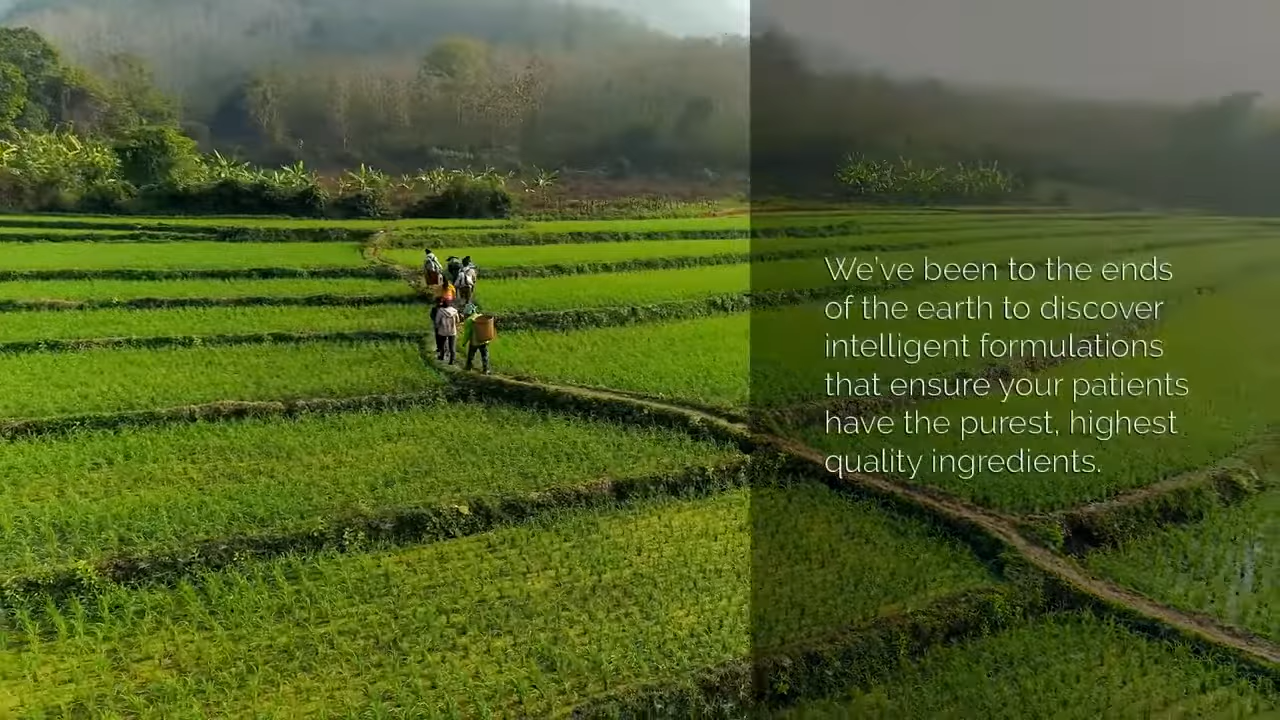 We've been to the ends
of the earth to discover
intelligent formulations
that ensure your patients
have the purest, highest
quality ingredients.